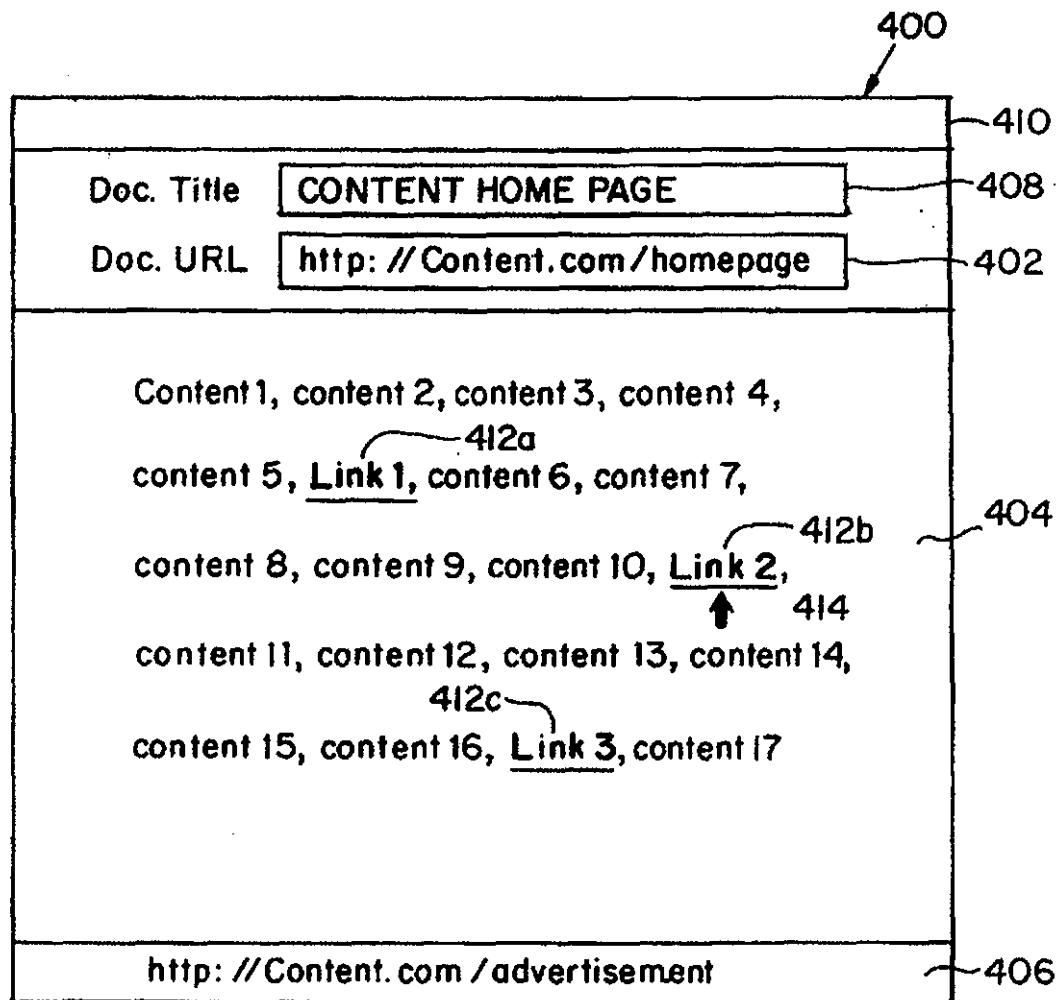 400
410
Doc. Title CONTENT HOME PAGE 408
Doc. URL http: //Content.com/homepage 402
Content 1, content 2, content 3, content 4,
412a
content 5, Link 1, content 6, content 7,
404
412b
content 8, content 9, content 10, Link 2,
414
content 11, content 12, content 13, content 14,
412c
content 15, content 16, Link 3, content 17
http: //Content.com/advertisement 406